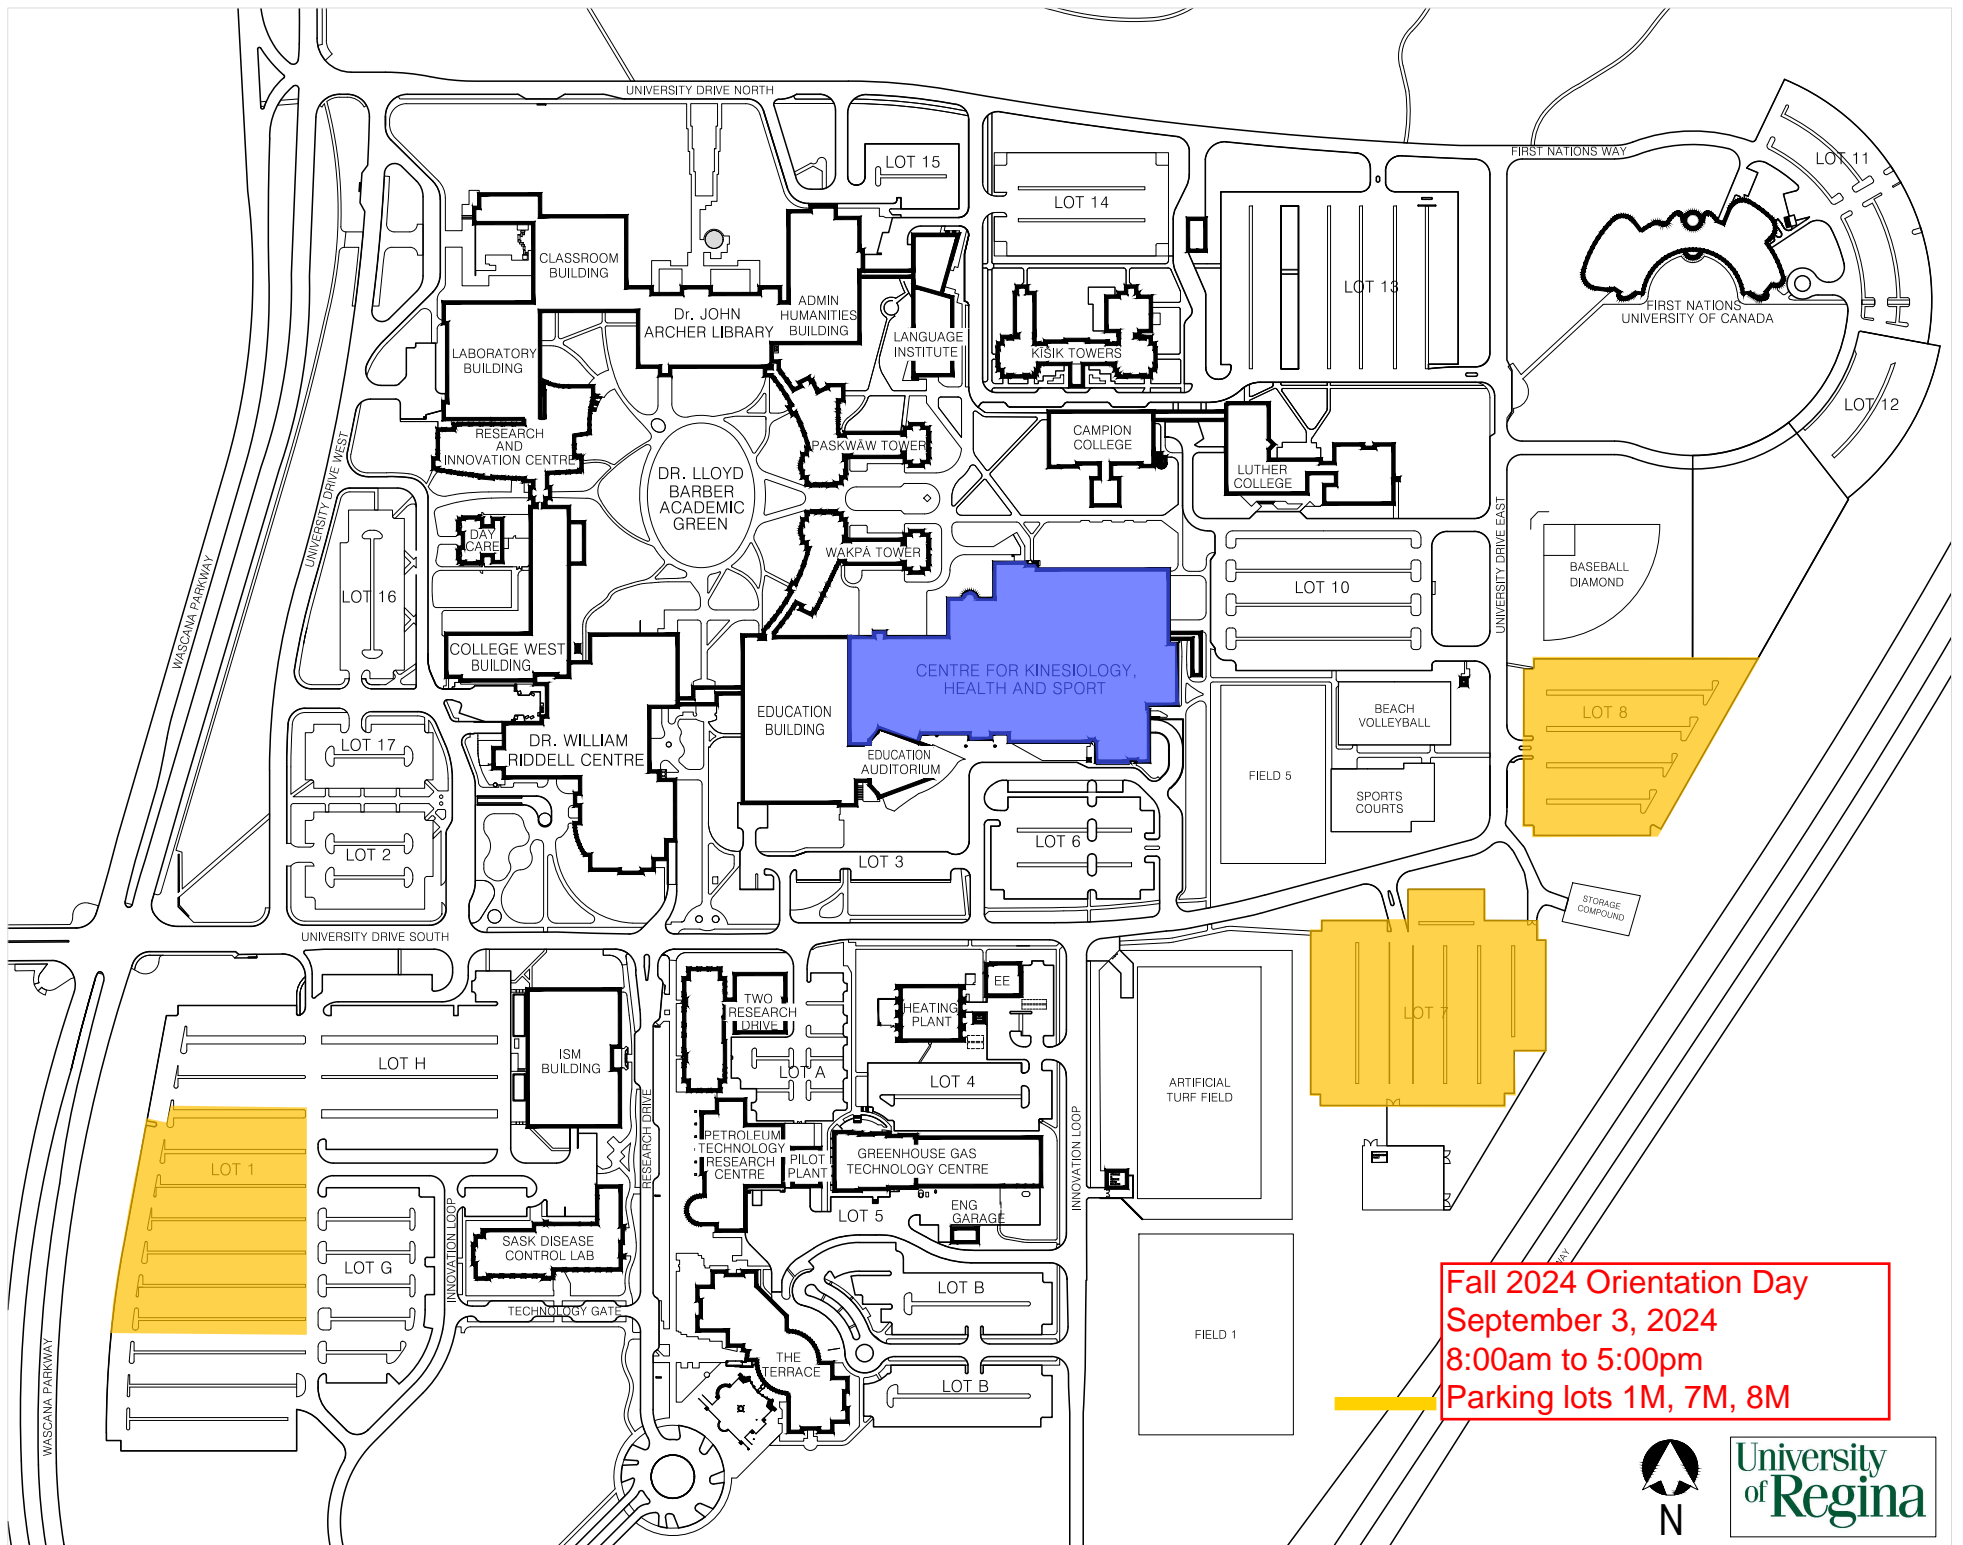 UNIVERSITY DRIVE NORTH
FIRST NATIONS WAY
LOT 11
LOT 15
LOT 14
CLASSROOM
BUILDING
LOT 13
ADMIN
HUMANITIES
BUILDING
Dr. JOHN
ARCHER LIBRARY
FIRST NATIONS
UNIVERSITY OF CANADA
LANGUAGE
INSTITUTE
KĪSIK TOWERS
LABORATORY
BUILDING
LOT 12
RESEARCH
AND
INNOVATION CENTRE
PASKWĀW TOWER
CAMPION
COLLEGE
LUTHER
COLLEGE
DR. LLOYD
BARBER
ACADEMIC
GREEN
UNIVERSITY DRIVE WEST
UNIVERSITY DRIVE EAST
DAY
CARE
WAKPÁ TOWER
BASEBALL
DIAMOND
WASCANA PARKWAY
LOT 16
LOT 10
COLLEGE WEST
BUILDING
CENTRE FOR KINESIOLOGY,
HEALTH AND SPORT
EDUCATION
BUILDING
BEACH
VOLLEYBALL
LOT 8
LOT 17
DR. WILLIAM
RIDDELL CENTRE
EDUCATION
AUDITORIUM
FIELD 5
SPORTS
COURTS
LOT 2
LOT 3
LOT 6
STORAGE
COMPOUND
UNIVERSITY DRIVE SOUTH
TWO
RESEARCH
DRIVE
EE
HEATING
PLANT
LOT 7
LOT H
ISM
BUILDING
LOT A
LOT 4
ARTIFICIAL
TURF FIELD
RESEARCH DRIVE
INNOVATION LOOP
PETROLEUM
TECHNOLOGY
RESEARCH
CENTRE
PILOT
PLANT
GREENHOUSE GAS
TECHNOLOGY CENTRE
LOT 1
LOT 5
ENG
GARAGE
INNOVATION LOOP
SASK DISEASE
CONTROL LAB
LOT G
WAY
LOT B
TECHNOLOGY GATE
FIELD 1
THE
TERRACE
LOT B
WASCANA PARKWAY
Fall 2024 Orientation Day
September 3, 2024
8:00am to 5:00pm
Parking lots 1M, 7M, 8M
N
University
of Regina